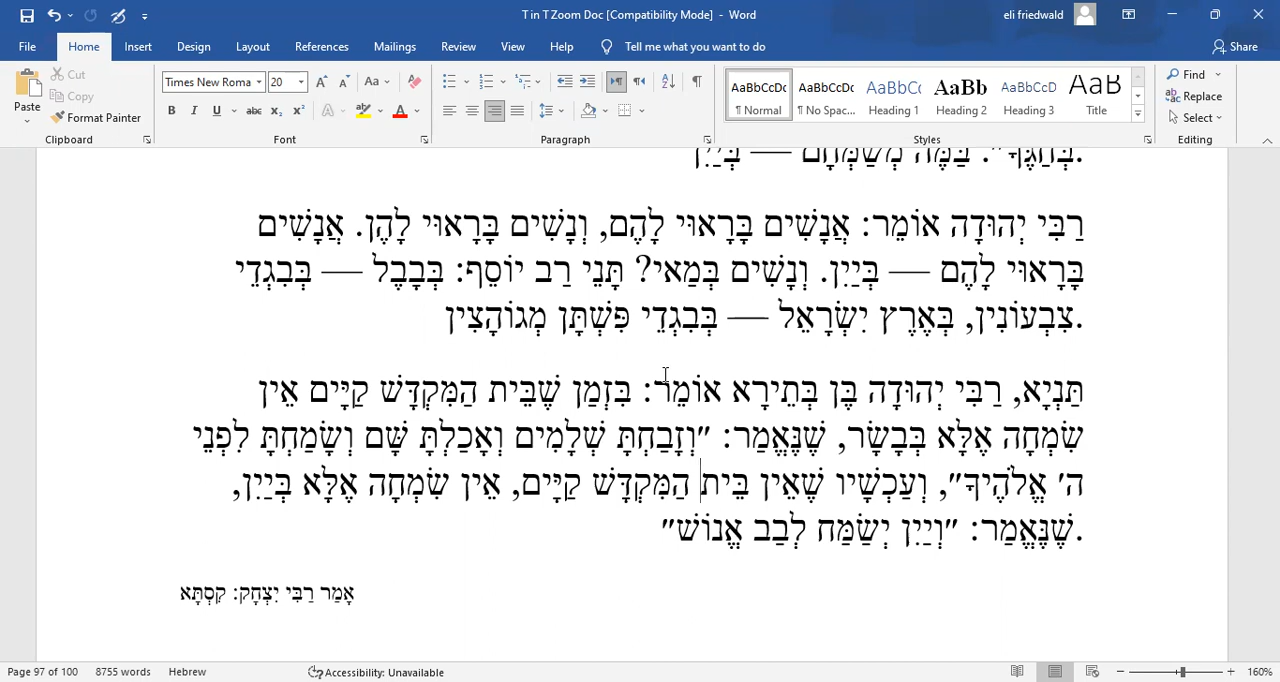 T in T Zoom Doc [Compatibility Mode] - Word
eli friedwald
File Home Insert Design Layout References Mailings Review View Help Tell me what you want to do Share
Paste
Cut
Copy
Format Painter
Clipboard
Times New Roma 20
Font
Paragraph
AaBbCcDc ¶ Normal
AaBbCcDc ¶ No Spac...
AaBbCc Heading 1
AaBbCc Heading 2
AaBbCcD Heading 3
AaB Title
Styles
Find
Replace
Select
Editing
בְּחַגֶּךָ״. בַּמֶּה מְשַׂמְּחָם — בְּיַיִן.
רַבִּי יְהוּדָה אוֹמֵר: אֲנָשִׁים בָּרָאוּי לָהֶם, וְנָשִׁים בָּרָאוּי לָהֶן. אֲנָשִׁים
בָּרָאוּי לָהֶם — בְּיַיִן. וְנָשִׁים בְּמַאי? תָּנֵי רַב יוֹסֵף: בְּבָבֶל — בְּבִגְדֵי
צִבְעוֹנִין, בְּאֶרֶץ יִשְׂרָאֵל — בְּבִגְדֵי פִּשְׁתָּן מְגוֹהָצִין.
תַּנְיָא, רַבִּי יְהוּדָה בֶּן בְּתֵירָא אוֹמֵר: בִּזְמַן שֶׁבֵּית הַמִּקְדָּשׁ קַיָּים אֵין
שִׂמְחָה אֶלָּא בְּבָשָׂר, שֶׁנֶּאֱמַר: ״וְזָבַחְתָּ שְׁלָמִים וְאָכַלְתָּ שָּׁם וְשָׂמַחְתָּ לִפְנֵי
ה׳ אֱלֹהֶיךָ״, וְעַכְשָׁיו שֶׁאֵין בֵּית הַמִּקְדָּשׁ קַיָּים, אֵין שִׂמְחָה אֶלָּא בְּיַיִן,
שֶׁנֶּאֱמַר: ״וְיַיִן יְשַׂמַּח לְבַב אֱנוֹשׁ״.
אָמַר רַבִּי יִצְחָק: קִסְתָּא
Page 97 of 100 8755 words Hebrew Accessibility: Unavailable 160%